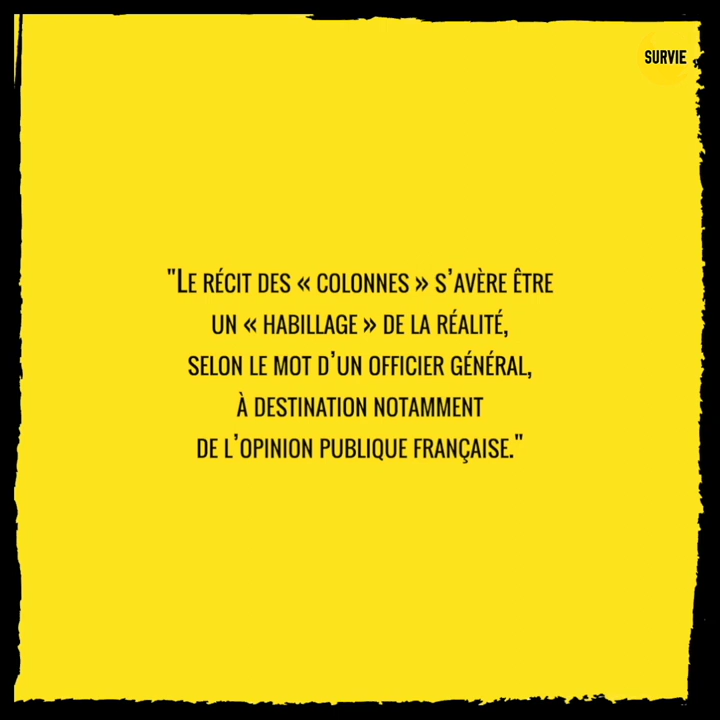 SURVIE
"Le récit des « colonnes » s’avère être
un « habillage » de la réalité,
selon le mot d’un officier général,
à destination notamment
de l’opinion publique française."